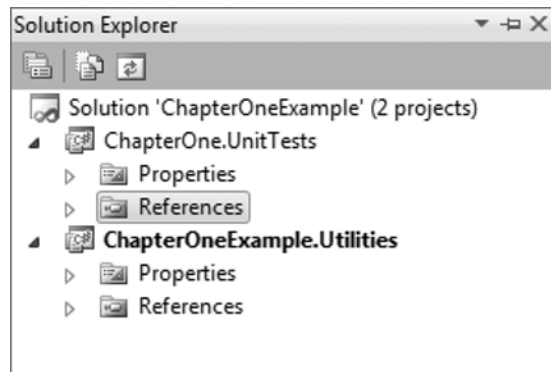 Solution Explorer
Solution 'ChapterOneExample' (2 projects)
ChapterOne.UnitTests
Properties
References
ChapterOneExample.Utilities
Properties
References